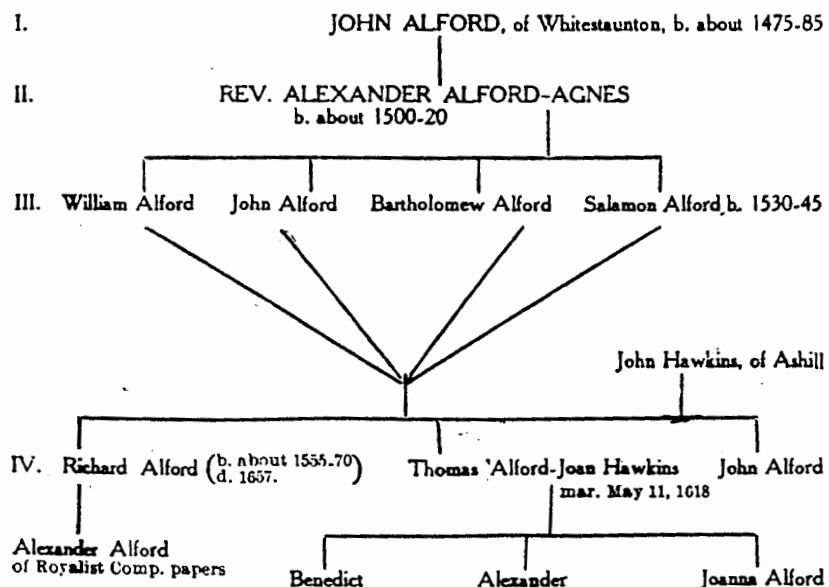 I. JOHN ALFORD, of Whitestaunton, b. about 1475-85
II. REV. ALEXANDER ALFORD-AGNES
b. about 1500-20
III. William Alford John Alford Bartholomew Alford Salamon Alford, b. 1530-45
John Hawkins, of Ashill
IV. Richard Alford (b. about 1555-70 d. 1657.) Thomas Alford-Joan Hawkins John Alford
mar. May 11, 1618
Alexander Alford
of Royalist Comp. papers
Benedict Alexander Joanna Alford